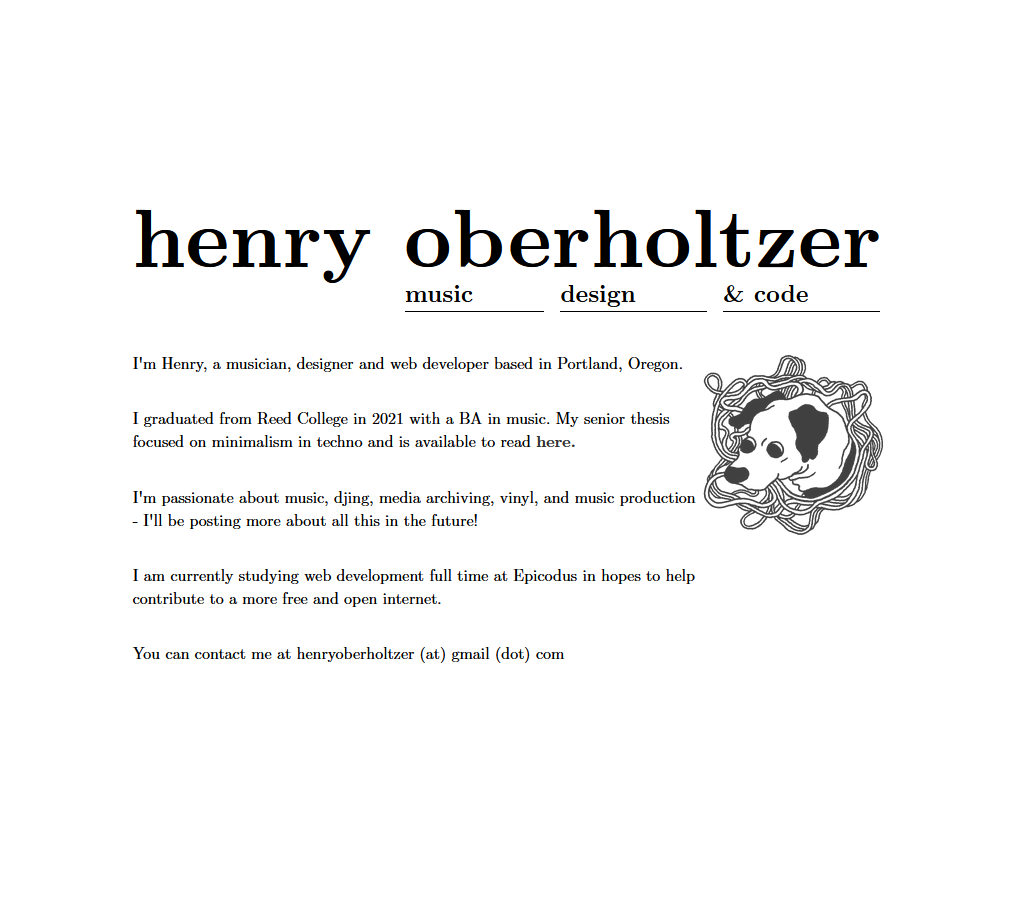 henry oberholtzer
music design & code
I'm Henry, a musician, designer and web developer based in Portland, Oregon.
I graduated from Reed College in 2021 with a BA in music. My senior thesis
focused on minimalism in techno and is available to read here.
I'm passionate about music, djing, media archiving, vinyl, and music production
- I'll be posting more about all this in the future!
I am currently studying web development full time at Epicodus in hopes to help
contribute to a more free and open internet.
You can contact me at henryoberholtzer (at) gmail (dot) com